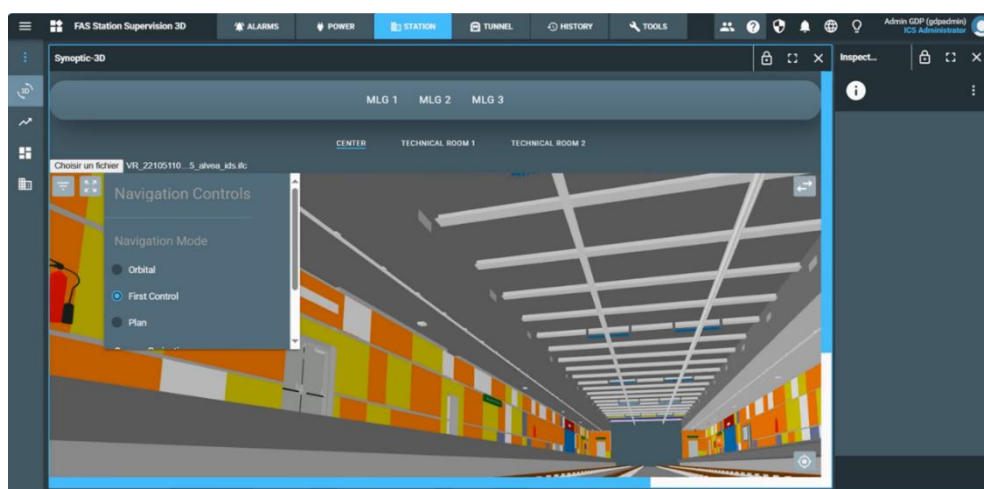 FAS Station Supervision 3D
ALARMS
POWER
STATION
TUNNEL
HISTORY
TOOLS
Admin GDP (gdpadmin)
ICS Administrator
Synoptic-3D
Inspect...
3D
MLG 1 MLG 2 MLG 3
CENTER TECHNICAL ROOM 1 TECHNICAL ROOM 2
Choisir un fichier VR_22105110...5_alvea_ids.ifc
Navigation Controls
Navigation Mode
Orbital
First Control
Plan